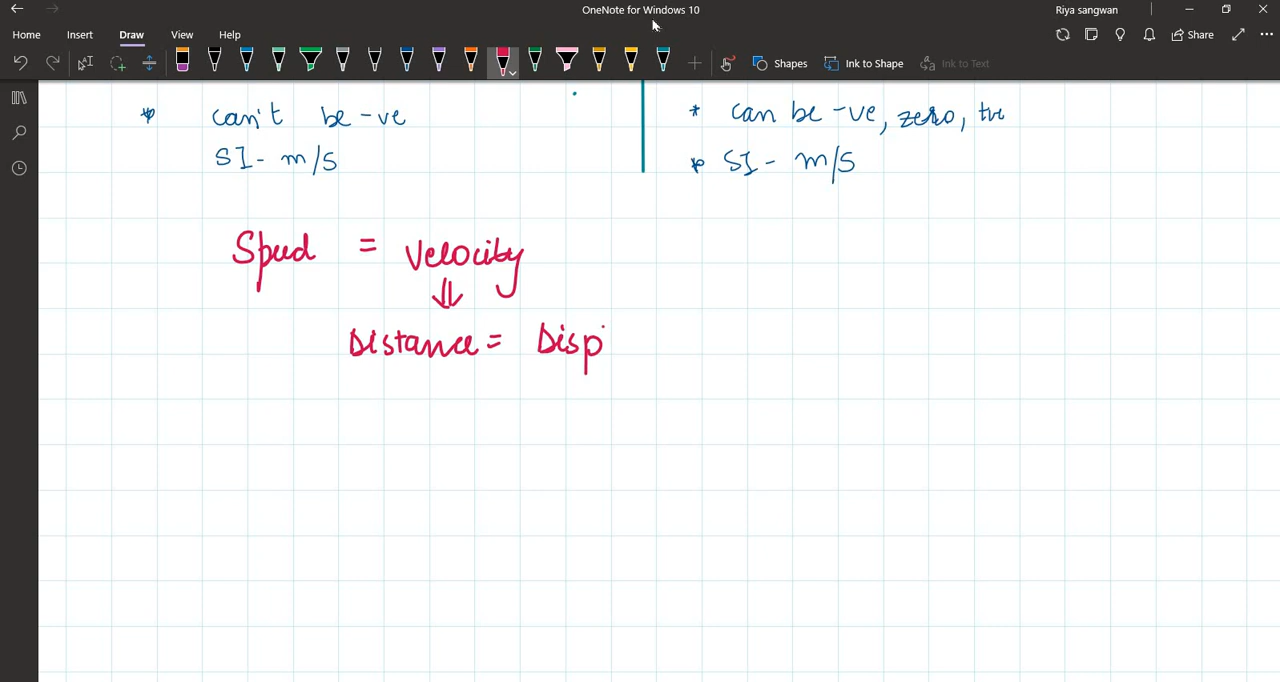 OneNote for Windows 10
Riya sangwan
Home Insert Draw View Help
Share
Shapes Ink to Shape Ink to Text
* can't be -ve
* can be -ve, zero, +ve
SI - m/s
* SI - m/s
Speed = velocity
⇓
Distance = Disp